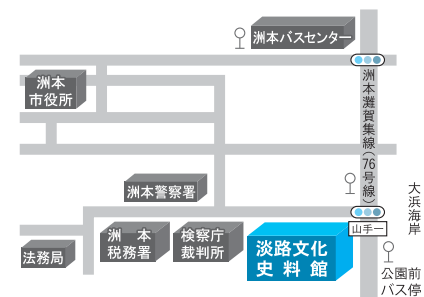 洲本バスセンター
洲本
市役所
洲本灘賀集線(76号線)
洲本警察署
大浜海岸
山手一
洲 本
税務署
検察庁
裁判所
淡路文化
史料館
法務局
公園前
バス停